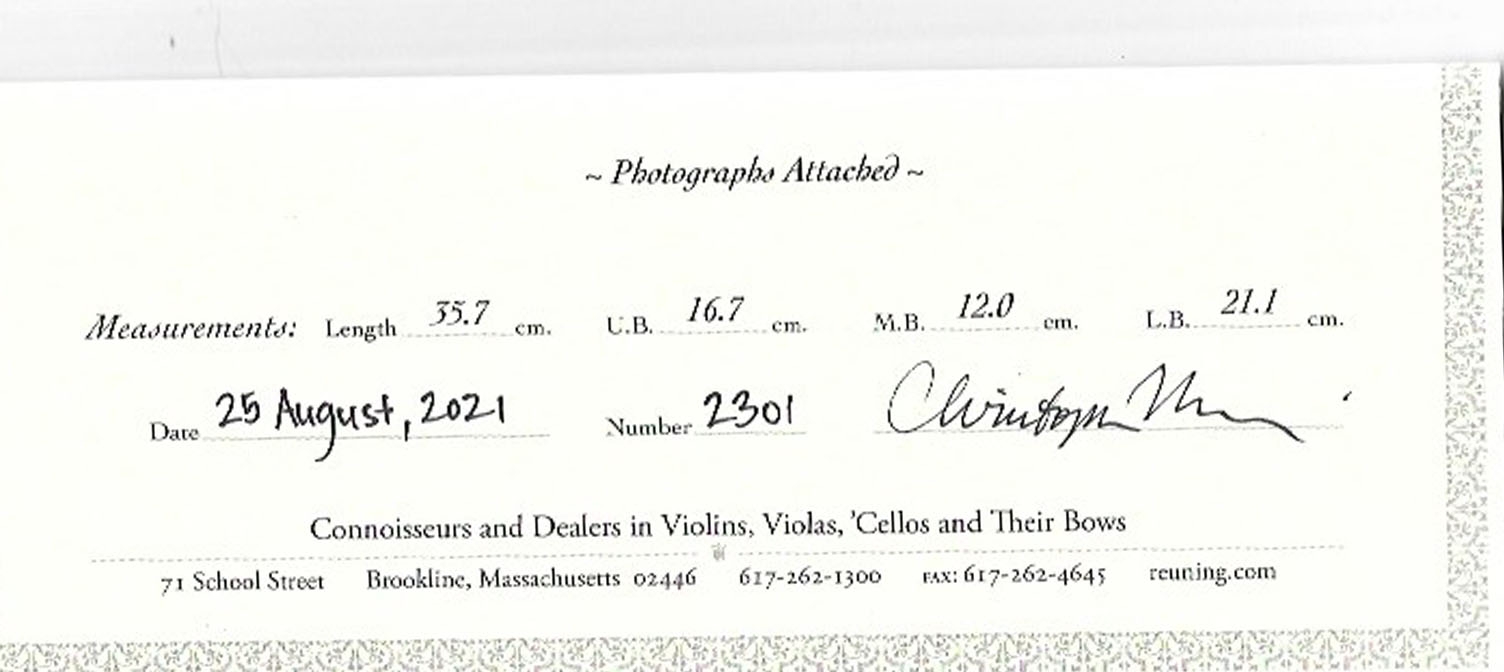 ~ Photographs Attached ~
Measurements: Length 35.7 cm. U.B. 16.7 cm. M.B. 12.0 cm. L.B. 21.1 cm.
Date 25 August, 2021 Number 2301 Christoph
Connoisseurs and Dealers in Violins, Violas, 'Cellos and Their Bows
71 School Street Brookline, Massachusetts 02446 617-262-1300 FAX: 617-262-4645 reuning.com